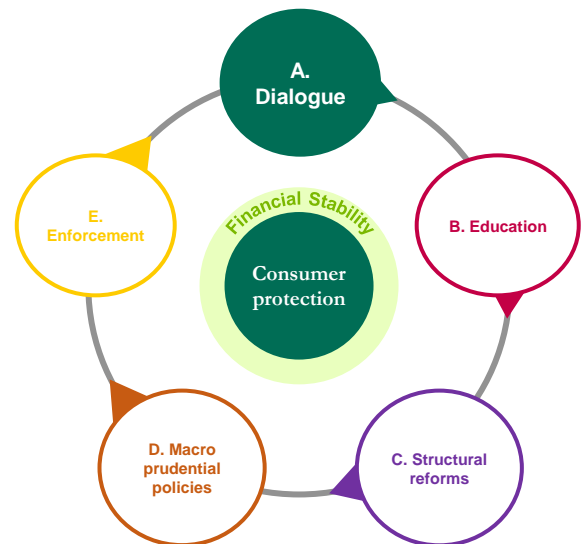 A.
Dialogue
Financial Stability
E.
Enforcement
B. Education
Consumer
protection
D. Macro
prudential
policies
C. Structural
reforms